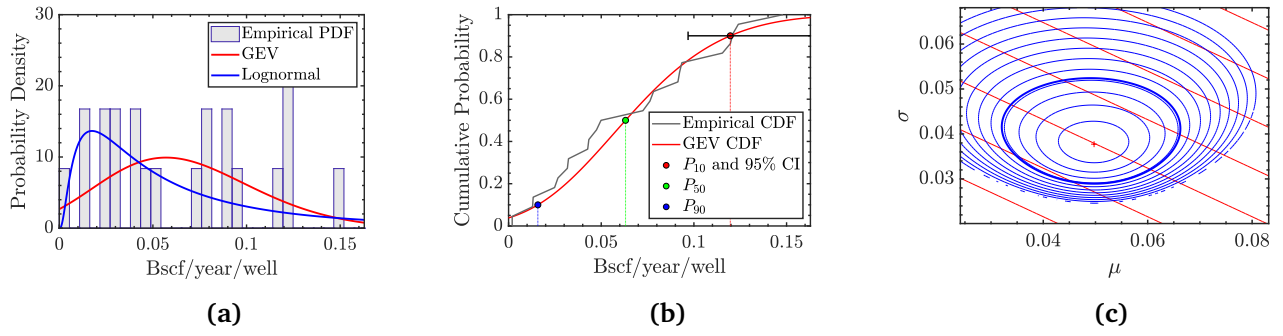 30
20
10
0
Probability Density
0
0.05
0.1
0.15
Bscf/year/well
Empirical PDF
GEV
Lognormal
(a)
1
0.8
0.6
0.4
0.2
0
Cumulative Probability
0
0.05
0.1
0.15
Bscf/year/well
Empirical CDF
GEV CDF
P10 and 95% CI
P50
P90
(b)
0.06
0.05
0.04
0.03
σ
0.04
0.06
0.08
μ
(c)